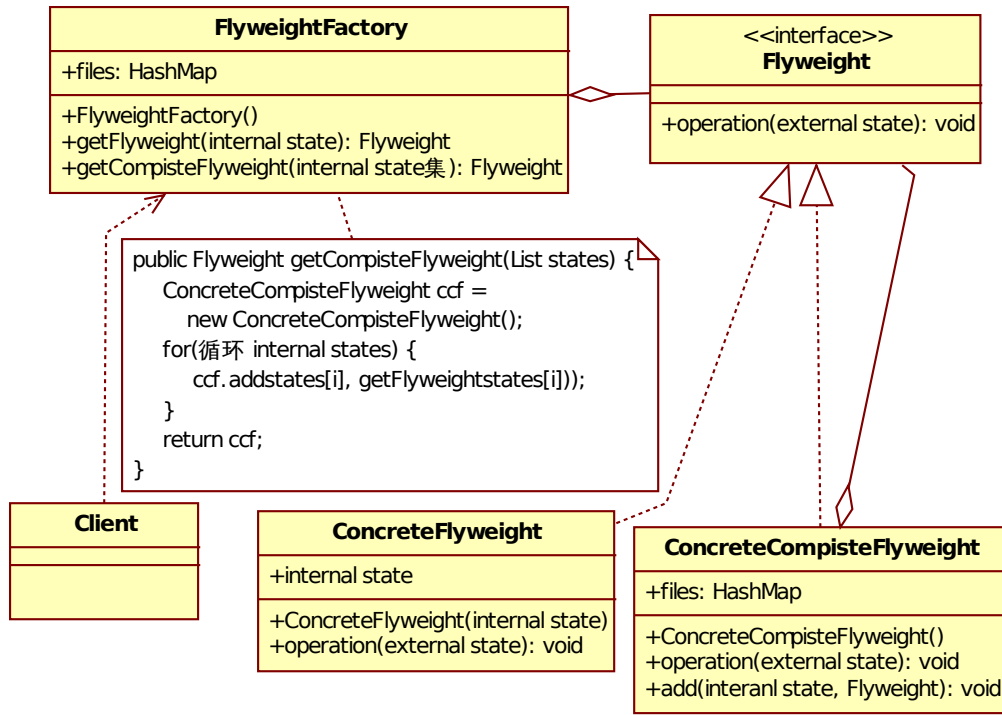 FlyweightFactory
+files: HashMap
+FlyweightFactory()
+getFlyweight(internal state): Flyweight
+getCompisteFlyweight(internal state集): Flyweight
<<interface>>
Flyweight
+operation(external state): void
public Flyweight getCompisteFlyweight(List states) {
ConcreteCompisteFlyweight ccf =
new ConcreteCompisteFlyweight();
for(循环 internal states) {
ccf.addstates[i], getFlyweightstates[i]));
}
return ccf;
}
Client
ConcreteFlyweight
+internal state
+ConcreteFlyweight(internal state)
+operation(external state): void
ConcreteCompisteFlyweight
+files: HashMap
+ConcreteCompisteFlyweight()
+operation(external state): void
+add(interanl state, Flyweight): void